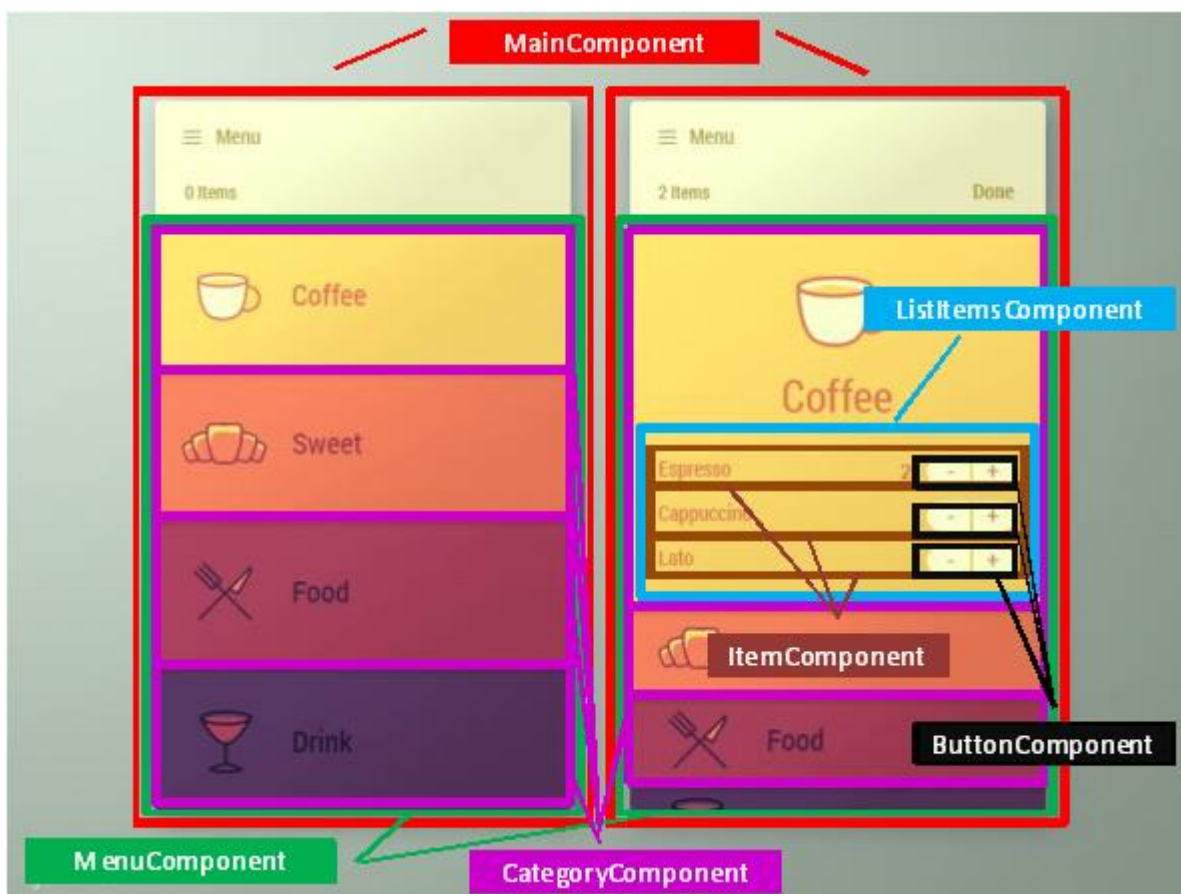 MainComponent
Menu
0 Items
Coffee
Sweet
Food
Drink
Menu
2 Items Done
ListItemsComponent
Coffee
Espresso 2 - +
Cappuccino - +
Lato - +
ItemComponent
Food
ButtonComponent
MenuComponent
CategoryComponent